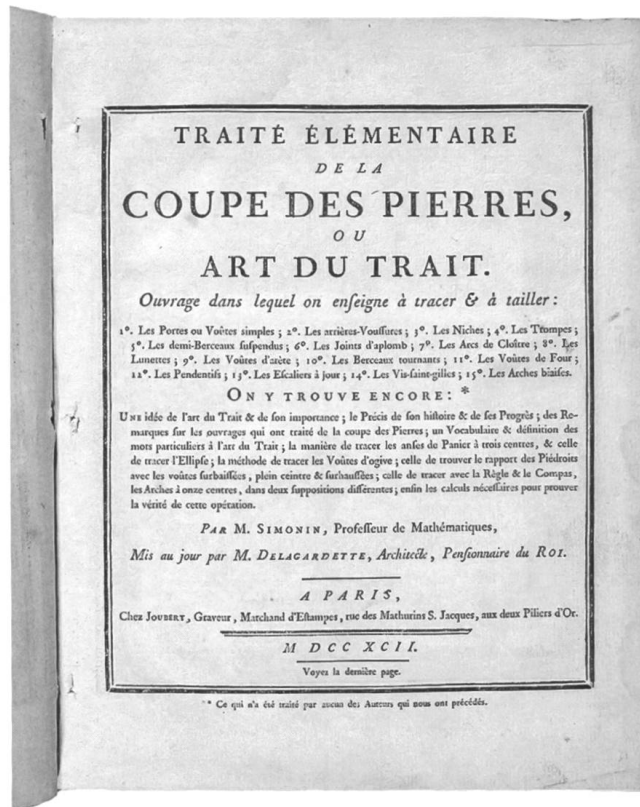 TRAITÉ ÉLÉMENTAIRE
DE LA
COUPE DES PIERRES,
OU
ART DU TRAIT.
Ouvrage dans lequel on enſeigne à tracer & à tailler :
1°. Les Portes ou Voûtes simples ; 2°. Les arrières-Vouſſures ; 3°. Les Niches ; 4°. Les Trompes ;
5°. Les demi-Berceaux ſuſpendus ; 6°. Les Joints d'aplomb ; 7°. Les Arcs de Cloître ; 8°. Les
Lunettes ; 9°. Les Voûtes d'arète ; 10°. Les Berceaux tournants ; 11°. Les Voûtes de Four ;
12°. Les Pendentifs ; 13°. Les Eſcaliers à jour ; 14°. Les Vis-ſaint-gilles ; 15°. Les Arches biaiſes.
ON Y TROUVE ENCORE : *
UNE idée de l'art du Trait & de ſon importance ; le Précis de ſon hiſtoire & de ſes Progrès ; des Re-
marques ſur les ouvrages qui ont traité de la coupe des Pierres ; un Vocabulaire & définition des
mots particuliers à l'art du Trait ; la manière de tracer les anſes de Panier à trois centres, & celle
de tracer l'Ellipſe ; la méthode de tracer les Voûtes d'ogive ; celle de trouver le rapport des Piédroits
avec les voûtes ſurbaiſſées, plein ceintre & ſurhauſſées ; celle de tracer avec la Règle & le Compas,
les Arches à onze centres, dans deux ſuppoſitions différentes ; enfin les calculs néceſſaires pour prouver
la vérité de cette opération.
PAR M. SIMONIN, Profeſſeur de Mathématiques,
Mis au jour par M. DELAGARDETTE, Architecte, Penſionnaire du ROI.
A PARIS,
Chez JOUBERT, Graveur, Marchand d'Eſtampes, rue des Mathurins S. Jacques, aux deux Piliers d'Or.
M DCC XCII.
Voyez la dernière page.
* Ce qui n'a été traité par aucun des Auteurs qui nous ont précédés.